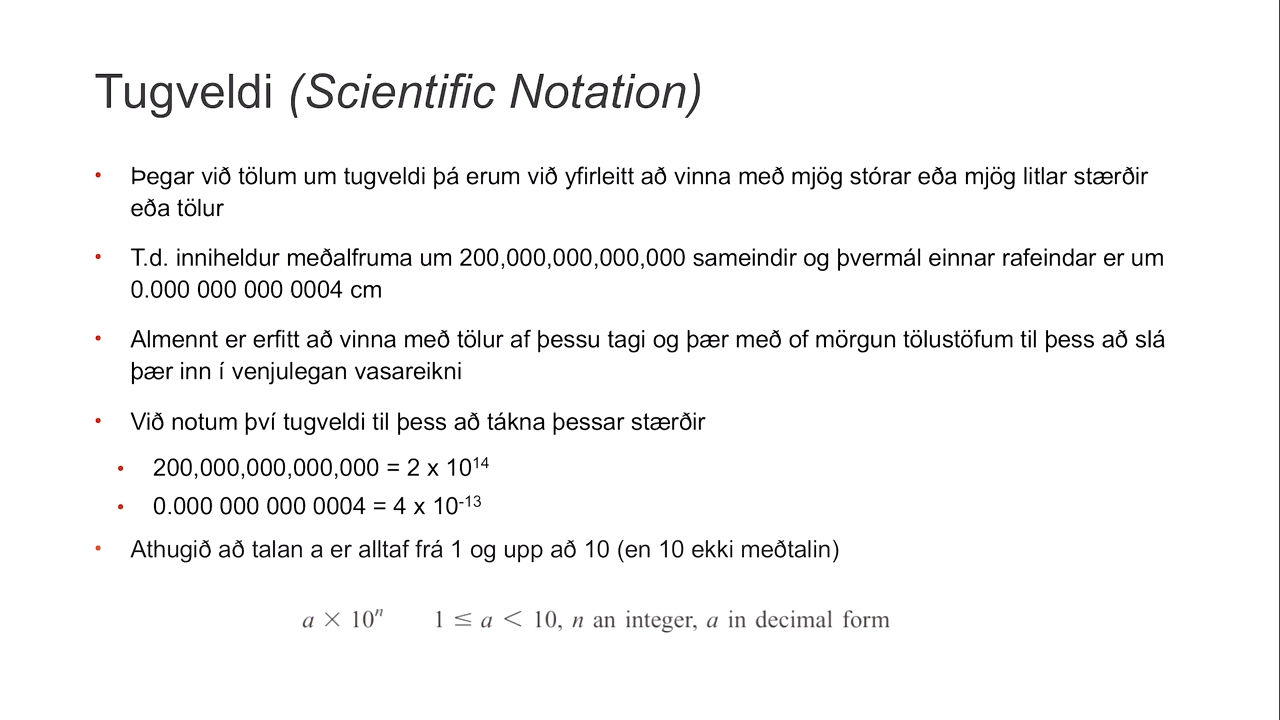 Tugveldi (Scientific Notation)
• Þegar við tölum um tugveldi þá erum við yfirleitt að vinna með mjög stórar eða mjög litlar stærðir
eða tölur
• T.d. inniheldur meðalfruma um 200,000,000,000,000 sameindir og þvermál einnar rafeindar er um
0.000 000 000 0004 cm
• Almennt er erfitt að vinna með tölur af þessu tagi og þær með of mörgun tölustöfum til þess að slá
þær inn í venjulegan vasareikni
• Við notum því tugveldi til þess að tákna þessar stærðir
• 200,000,000,000,000 = 2 x 10¹⁴
• 0.000 000 000 0004 = 4 x 10⁻¹³
• Athugið að talan a er alltaf frá 1 og upp að 10 (en 10 ekki meðtalin)
a × 10ⁿ 1 ≤ a < 10, n an integer, a in decimal form